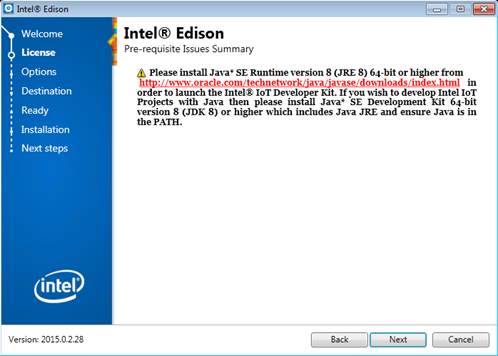 Intel® Edison
Welcome
License
Options
Destination
Ready
Installation
Next steps
Intel® Edison
Pre-requisite Issues Summary
Please install Java* SE Runtime version 8 (JRE 8) 64-bit or higher from
http://www.oracle.com/technetwork/java/javase/downloads/index.html in
order to launch the Intel® IoT Developer Kit. If you wish to develop Intel IoT
Projects with Java then please install Java* SE Development Kit 64-bit
version 8 (JDK 8) or higher which includes Java JRE and ensure Java is in
the PATH.
intel®
Version: 2015.0.2.28
Back
Next
Cancel